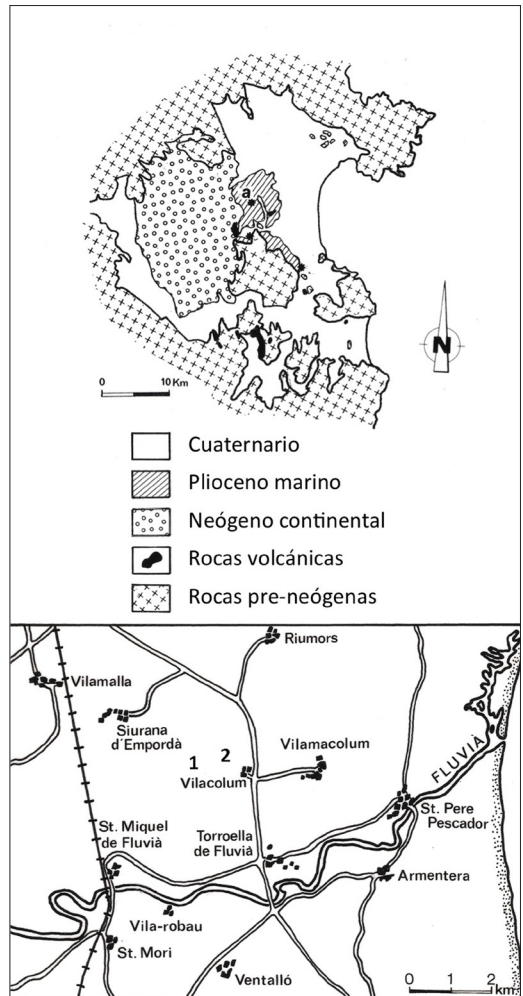 a
N
0
10 Km
Cuaternario
Plioceno marino
Neógeno continental
Rocas volcánicas
Rocas pre-neógenas
Riumors
Vilamalla
Siurana
d´Empordà
1
2
Vilamacolum
Vilacolum
FLUVIÀ
St. Pere
Pescador
St. Miquel
de Fluvià
Torroella
de Fluvià
Armentera
Vila-robau
St. Mori
Ventalló
0 1 2
km